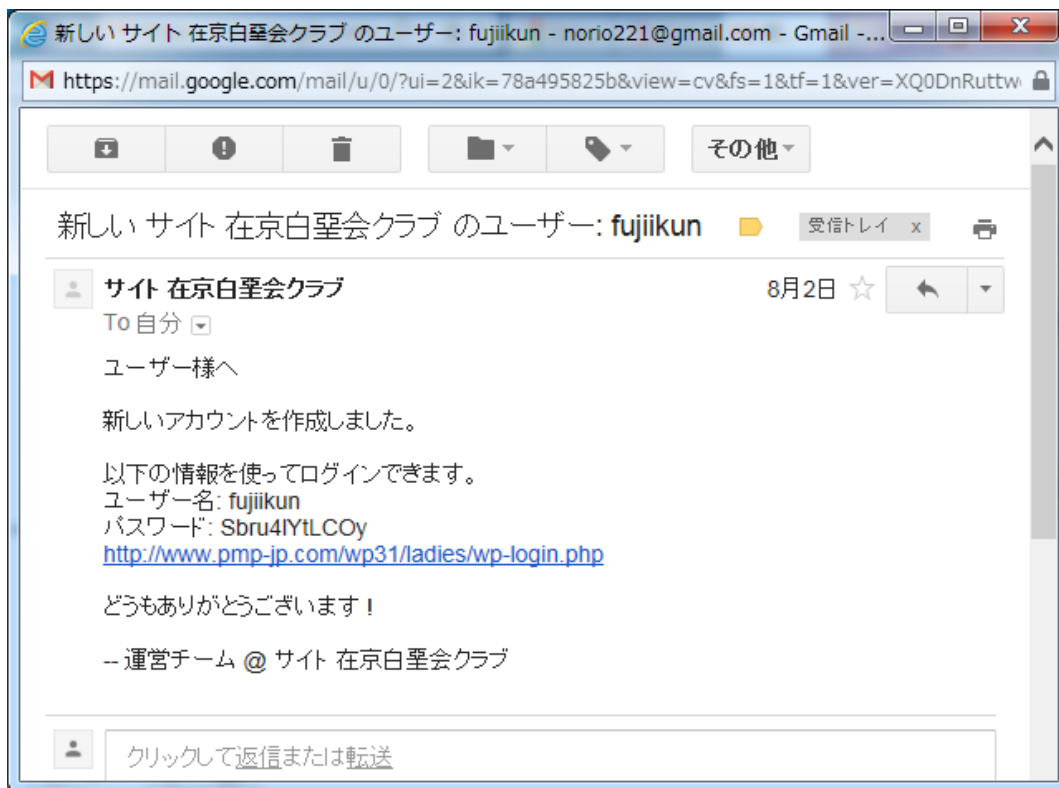 新しい サイト 在京白堊会クラブ のユーザー: fujiikun - norio221@gmail.com - Gmail -...
https://mail.google.com/mail/u/0/?ui=2&ik=78a495825b&view=cv&fs=1&tf=1&ver=XQ0DnRuttw
その他
新しい サイト 在京白堊会クラブ のユーザー: fujiikun 受信トレイ x
サイト 在京白堊会クラブ 8月2日
To 自分
ユーザー様へ
新しいアカウントを作成しました。
以下の情報を使ってログインできます。
ユーザー名: fujiikun
パスワード: Sbru4lYtLCOy
http://www.pmp-jp.com/wp31/ladies/wp-login.php
どうもありがとうございます！
-- 運営チーム @ サイト 在京白堊会クラブ
クリックして返信または転送